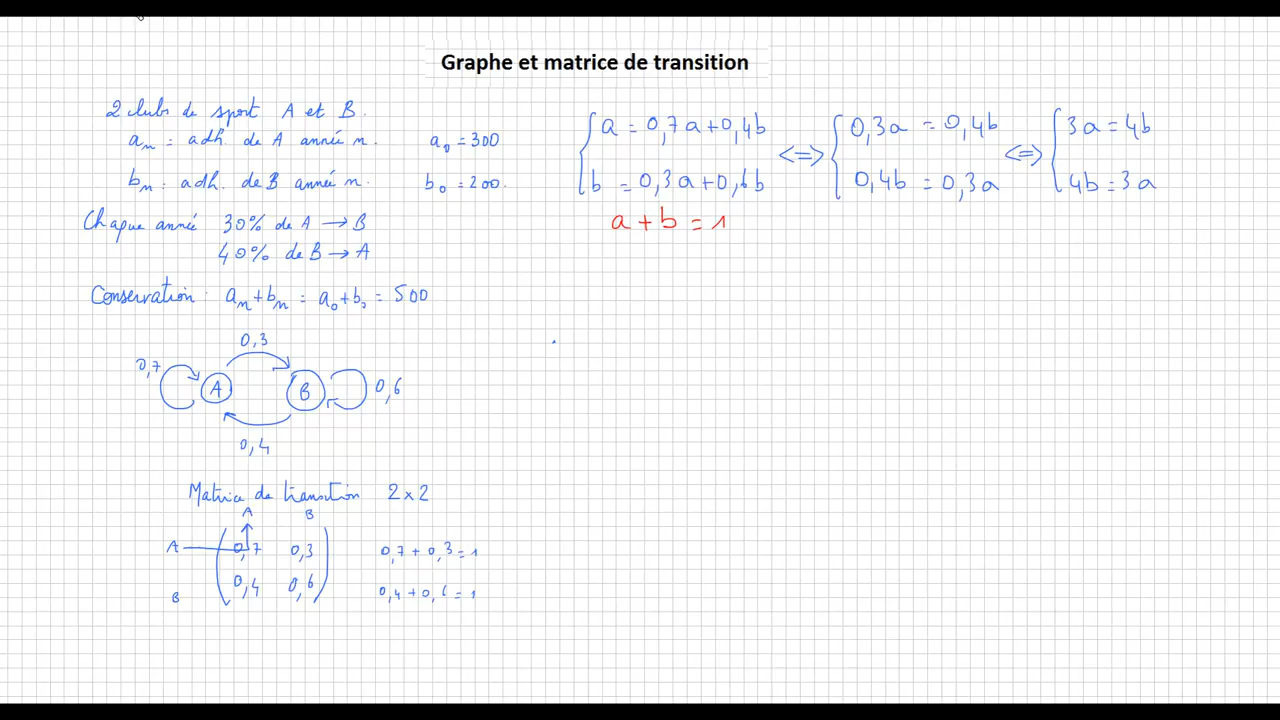 Graphe et matrice de transition
2 clubs de sport A et B.
aₙ = adh. de A année n. a₀ = 300
bₙ : adh. de B année n. b₀ = 200.
Chaque année 30% de A → B
40% de B → A
Conservation : aₙ + bₙ = a₀ + b₀ = 500
0,3
0,7
A
B
0,6
0,4
Matrice de transition 2 × 2
A B
A 0,7 0,3 0,7 + 0,3 = 1
B 0,4 0,6 0,4 + 0,6 = 1
{ a = 0,7a + 0,4b ⇔ { 0,3a = 0,4b ⇔ { 3a = 4b
b = 0,3a + 0,6b 0,4b = 0,3a 4b = 3a
a + b = 1